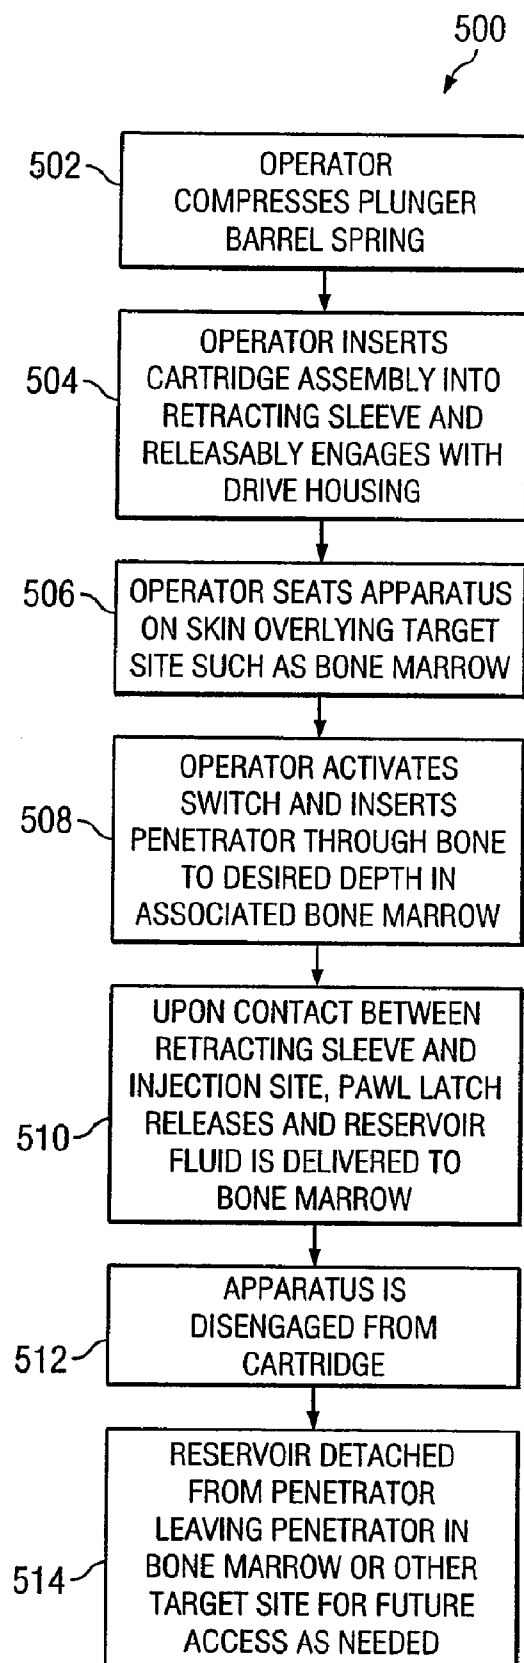 500
502
OPERATOR
COMPRESSES PLUNGER
BARREL SPRING
504
OPERATOR INSERTS
CARTRIDGE ASSEMBLY INTO
RETRACTING SLEEVE AND
RELEASABLY ENGAGES WITH
DRIVE HOUSING
506
OPERATOR SEATS APPARATUS
ON SKIN OVERLYING TARGET
SITE SUCH AS BONE MARROW
508
OPERATOR ACTIVATES
SWITCH AND INSERTS
PENETRATOR THROUGH BONE
TO DESIRED DEPTH IN
ASSOCIATED BONE MARROW
510
UPON CONTACT BETWEEN
RETRACTING SLEEVE AND
INJECTION SITE, PAWL LATCH
RELEASES AND RESERVOIR
FLUID IS DELIVERED TO
BONE MARROW
512
APPARATUS IS
DISENGAGED FROM
CARTRIDGE
514
RESERVOIR DETACHED
FROM PENETRATOR
LEAVING PENETRATOR IN
BONE MARROW OR OTHER
TARGET SITE FOR FUTURE
ACCESS AS NEEDED